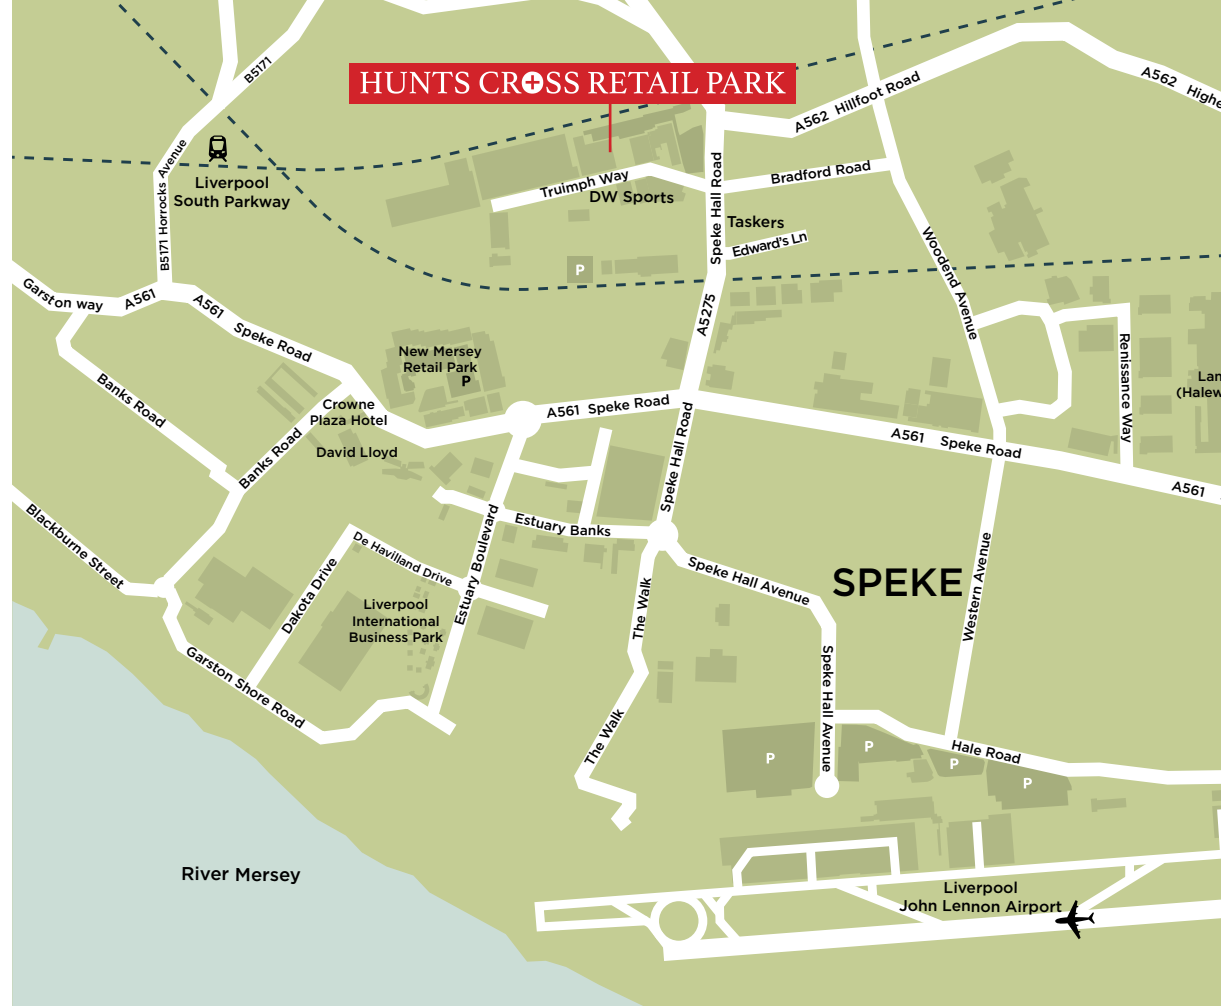 B5171
HUNTS CROSS RETAIL PARK
A562 Hillfoot Road
A562 Highe
B5171 Horrocks Avenue
Liverpool
South Parkway
Truimph Way
DW Sports
Speke Hall Road
Bradford Road
Taskers
Edward's Ln
Woodend Avenue
P
Garston way
A561
A561 Speke Road
A5275
New Mersey
Retail Park
P
Renissance Way
Lan
(Halew
Banks Road
Crowne
Plaza Hotel
David Lloyd
Banks Road
A561 Speke Road
Speke Hall Road
A561 Speke Road
A561
Blackburne Street
Estuary Banks
Estuary Boulevard
De Havilland Drive
Dakota Drive
Liverpool
International
Business Park
Speke Hall Avenue
SPEKE
Western Avenue
The Walk
Garston Shore Road
Speke Hall Avenue
The Walk
P
P
P
P
Hale Road
River Mersey
Liverpool
John Lennon Airport